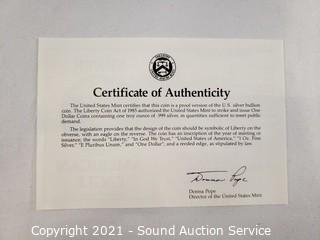 Certificate of Authenticity
The United States Mint certifies that this coin is a proof version of the U.S. silver bullion
coin. The Liberty Coin Act of 1985 authorized the United States Mint to strike and issue One
Dollar Coins containing one troy ounce of .999 silver, in quantities sufficient to meet public
demand.
The legislation provides that the design of the coin should be symbolic of Liberty on the
obverse, with an eagle on the reverse. The coin has an inscription of the year of minting or
issuance; the words "Liberty," "In God We Trust," "United States of America," "1 Oz. Fine
Silver," "E Pluribus Unum," and "One Dollar"; and a reeded edge, as stipulated by law.
Donna Pope
Donna Pope
Director of the United States Mint
Copyright 2021 - Sound Auction Service